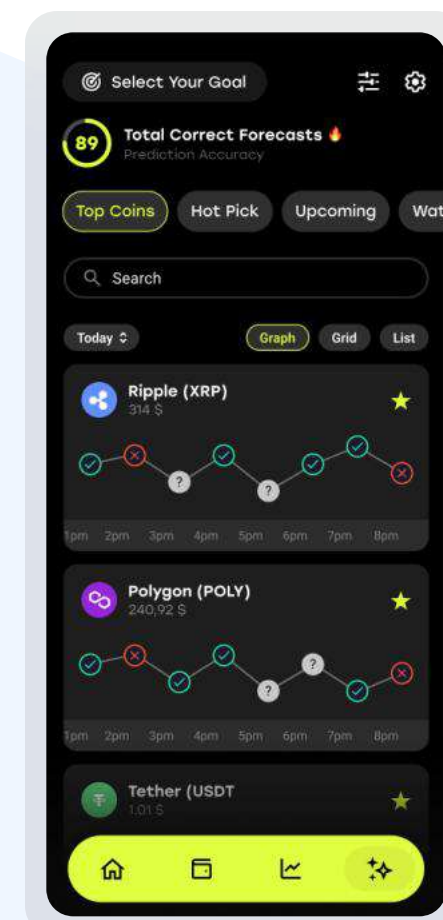 Select Your Goal
89
Total Correct Forecasts 🔥
Prediction Accuracy
Top Coins Hot Pick Upcoming Wat
Search
Today Graph Grid List
Ripple (XRP)
314 $
? ?
1pm 2pm 3pm 4pm 5pm 6pm 7pm 8pm
Polygon (POLY)
240,92 $
? ?
1pm 2pm 3pm 4pm 5pm 6pm 7pm 8pm
Tether (USDT
1.01 $